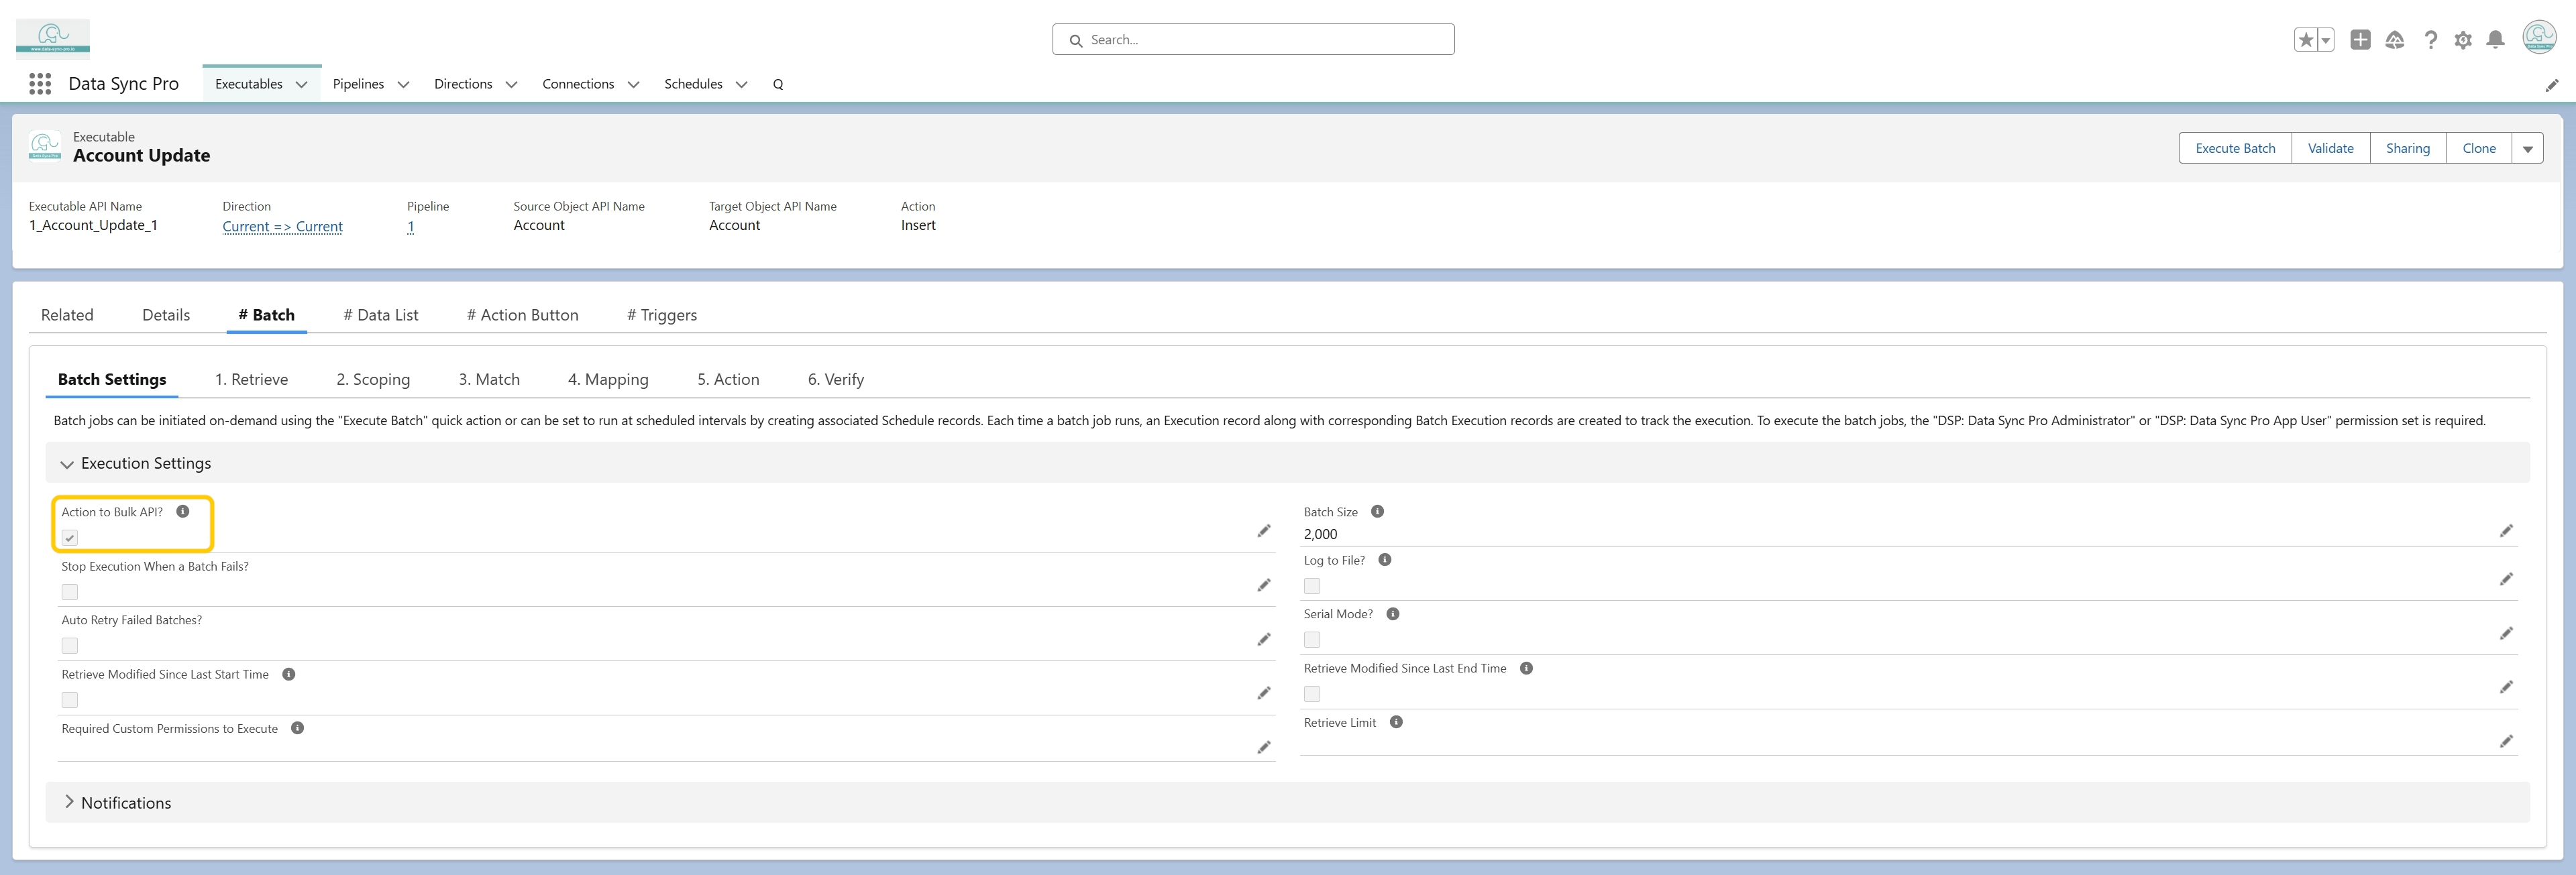 www.data-sync-pro.io
Search...
Data Sync Pro
Executables
Pipelines
Directions
Connections
Schedules
Q
Executable
Account Update
Execute Batch
Validate
Sharing
Clone
Executable API Name
1_Account_Update_1
Direction
Current => Current
Pipeline
1
Source Object API Name
Account
Target Object API Name
Account
Action
Insert
Related
Details
# Batch
# Data List
# Action Button
# Triggers
Batch Settings
1. Retrieve
2. Scoping
3. Match
4. Mapping
5. Action
6. Verify
Batch jobs can be initiated on-demand using the "Execute Batch" quick action or can be set to run at scheduled intervals by creating associated Schedule records. Each time a batch job runs, an Execution record along with corresponding Batch Execution records are created to track the execution. To execute the batch jobs, the "DSP: Data Sync Pro Administrator" or "DSP: Data Sync Pro App User" permission set is required.
Execution Settings
Action to Bulk API?
Batch Size
2,000
Stop Execution When a Batch Fails?
Log to File?
Auto Retry Failed Batches?
Serial Mode?
Retrieve Modified Since Last Start Time
Retrieve Modified Since Last End Time
Required Custom Permissions to Execute
Retrieve Limit
Notifications